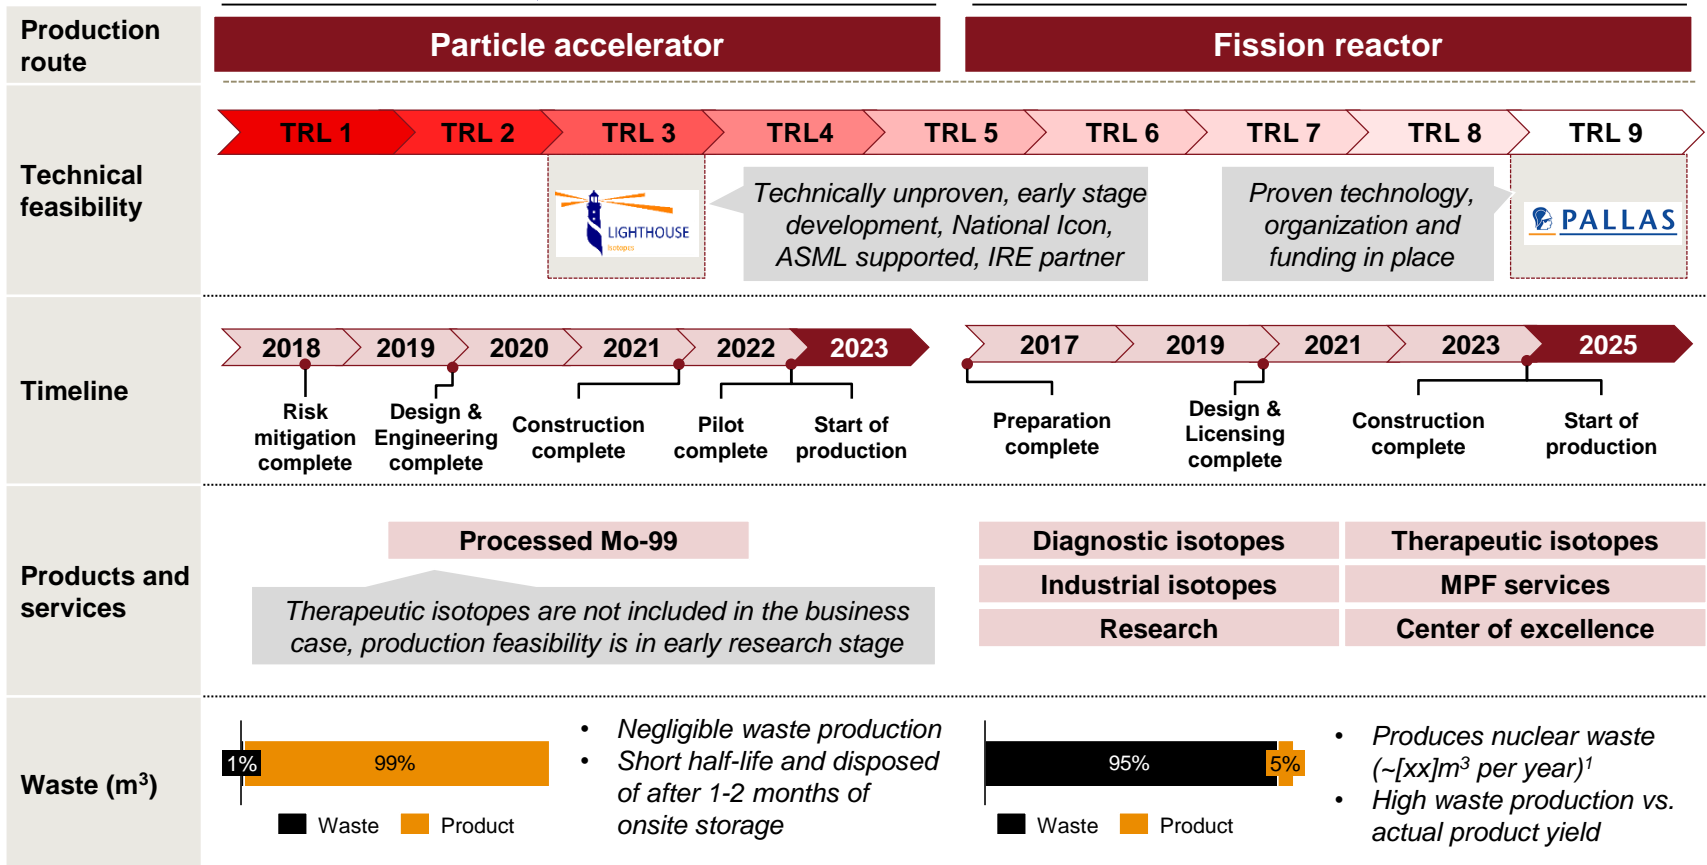 Production
route
Particle accelerator
Fission reactor
Technical
feasibility
TRL 1
TRL 2
TRL 3
TRL4
TRL 5
TRL 6
TRL 7
TRL 8
TRL 9
LIGHTHOUSE
isotopes
Technically unproven, early stage
development, National Icon,
ASML supported, IRE partner
Proven technology,
organization and
funding in place
PALLAS
Timeline
2018
2019
2020
2021
2022
2023
Risk
mitigation
complete
Design &
Engineering
complete
Construction
complete
Pilot
complete
Start of
production
2017
2019
2021
2023
2025
Preparation
complete
Design &
Licensing
complete
Construction
complete
Start of
production
Products and
services
Processed Mo-99
Therapeutic isotopes are not included in the business
case, production feasibility is in early research stage
Diagnostic isotopes
Therapeutic isotopes
Industrial isotopes
MPF services
Research
Center of excellence
Waste (m³)
1%
99%
Waste
Product
• Negligible waste production
• Short half-life and disposed
of after 1-2 months of
onsite storage
95%
5%
Waste
Product
• Produces nuclear waste
(~[xx]m³ per year)¹
• High waste production vs.
actual product yield